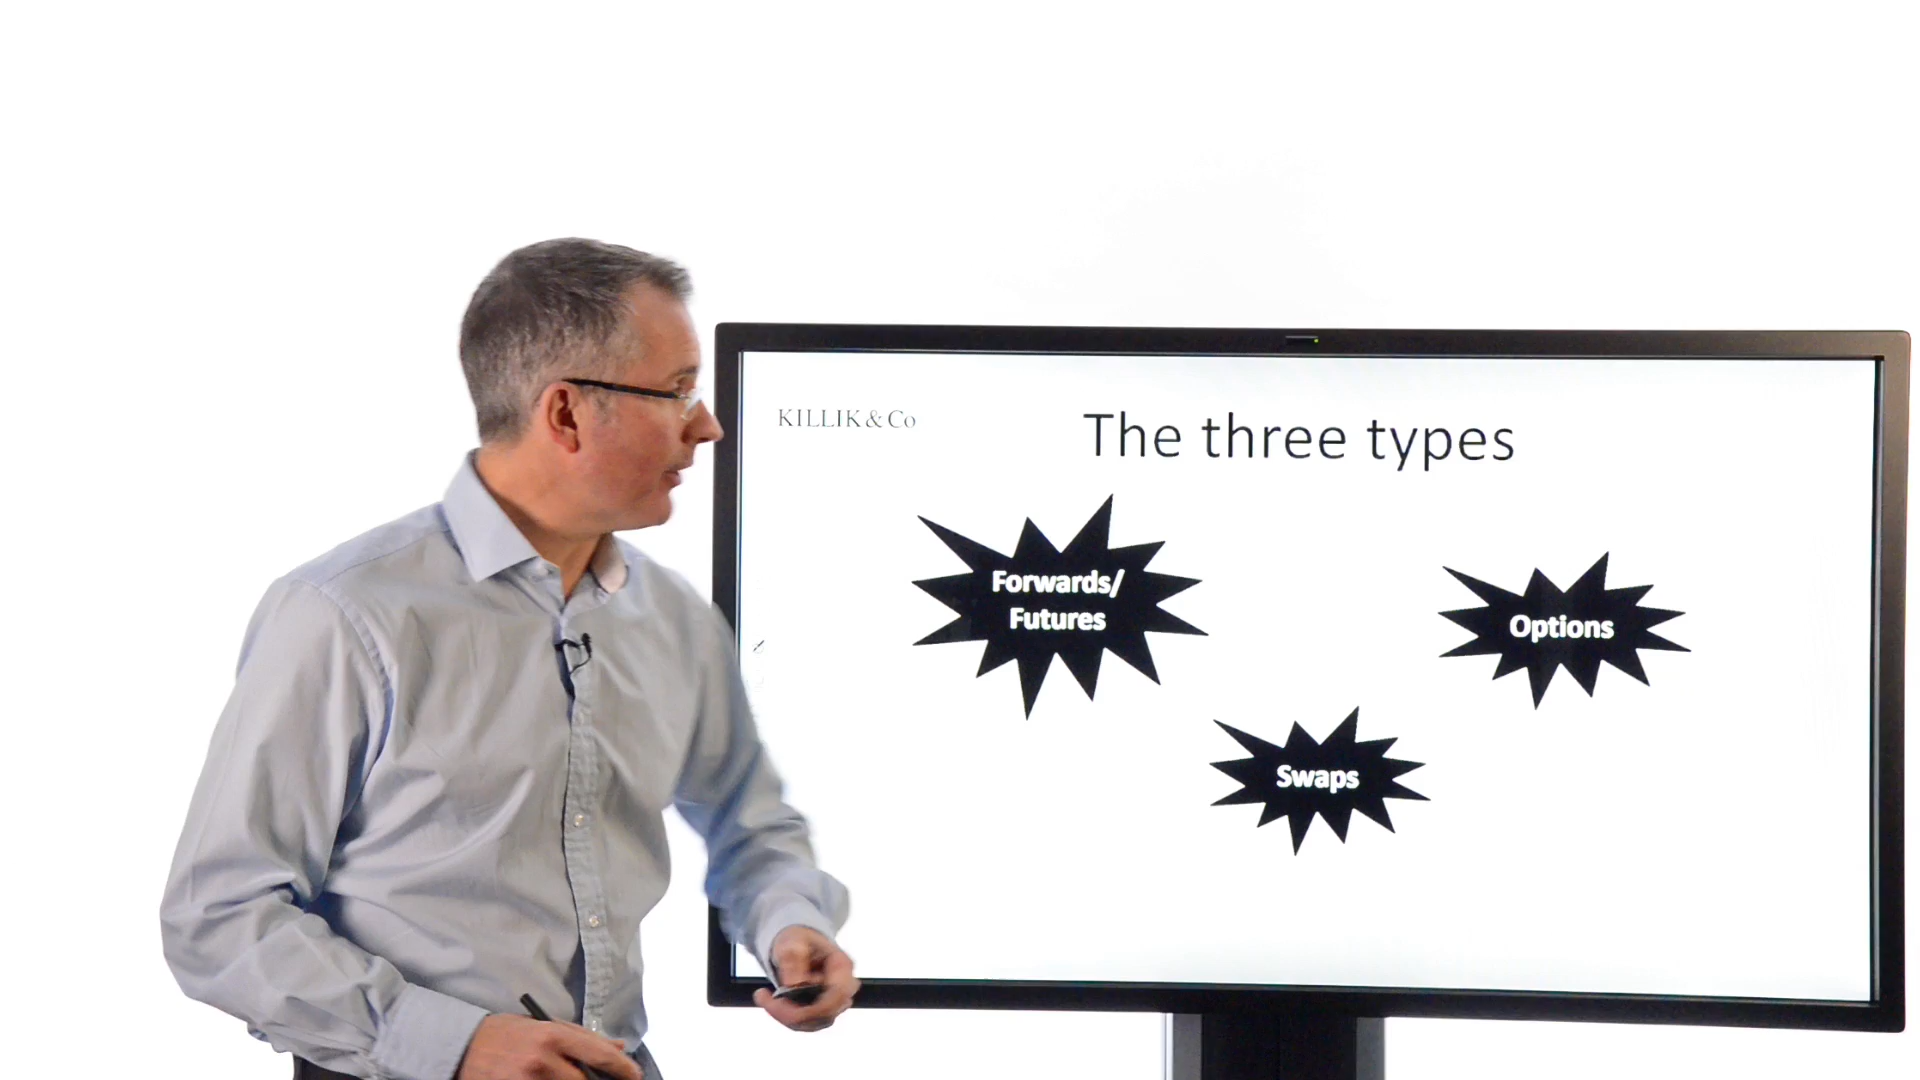 KILLIK & Co
The three types
Forwards/
Futures
Options
Swaps